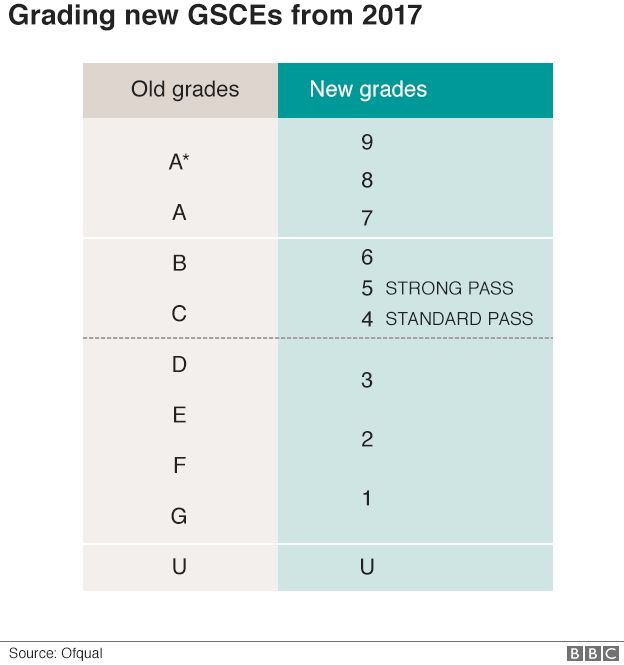 Grading new GSCEs from 2017
Old grades New grades
9
A*
8
A 7
B 6
5 STRONG PASS
C 4 STANDARD PASS
D
3
E
2
F
1
G
U U
Source: Ofqual BBC